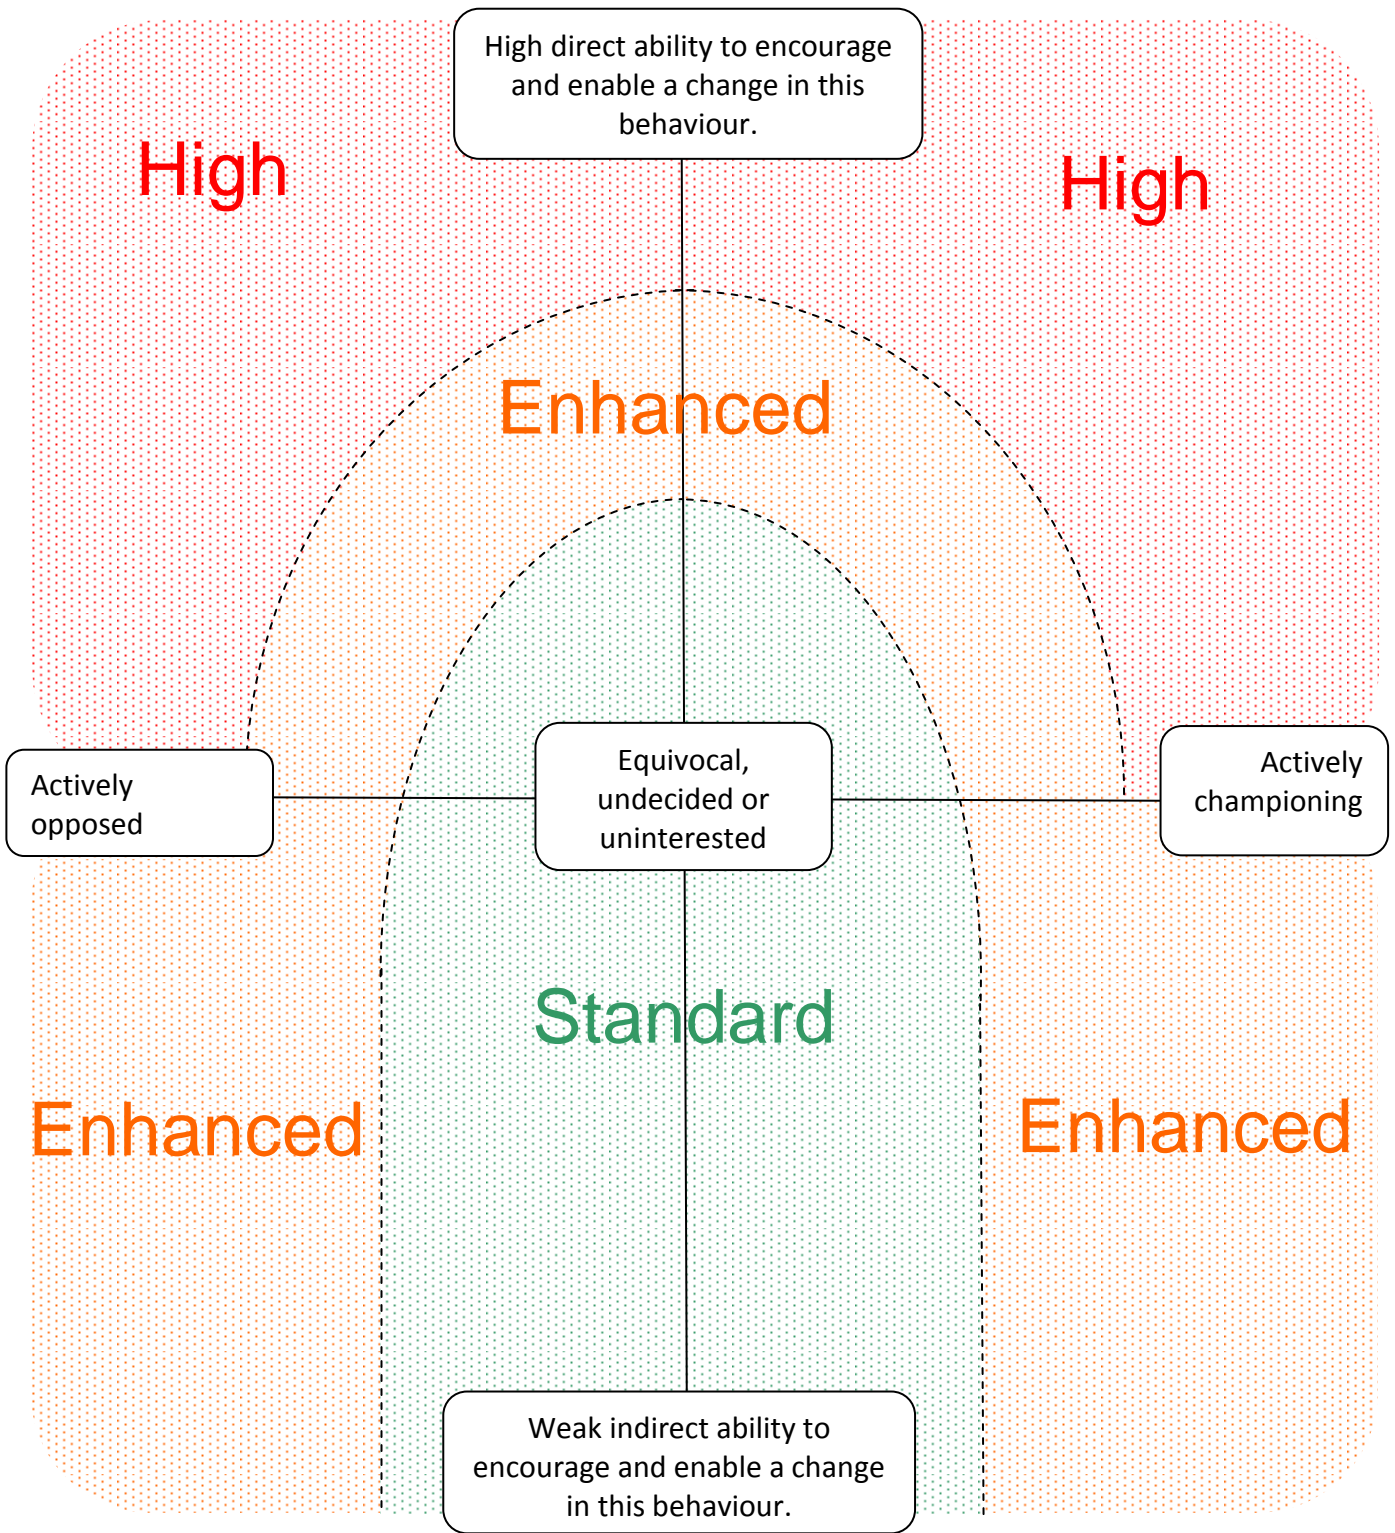 High direct ability to encourage
and enable a change in this
behaviour.
High
High
Enhanced
Actively
opposed
Equivocal,
undecided or
uninterested
Actively
championing
Standard
Enhanced
Enhanced
Weak indirect ability to
encourage and enable a change
in this behaviour.